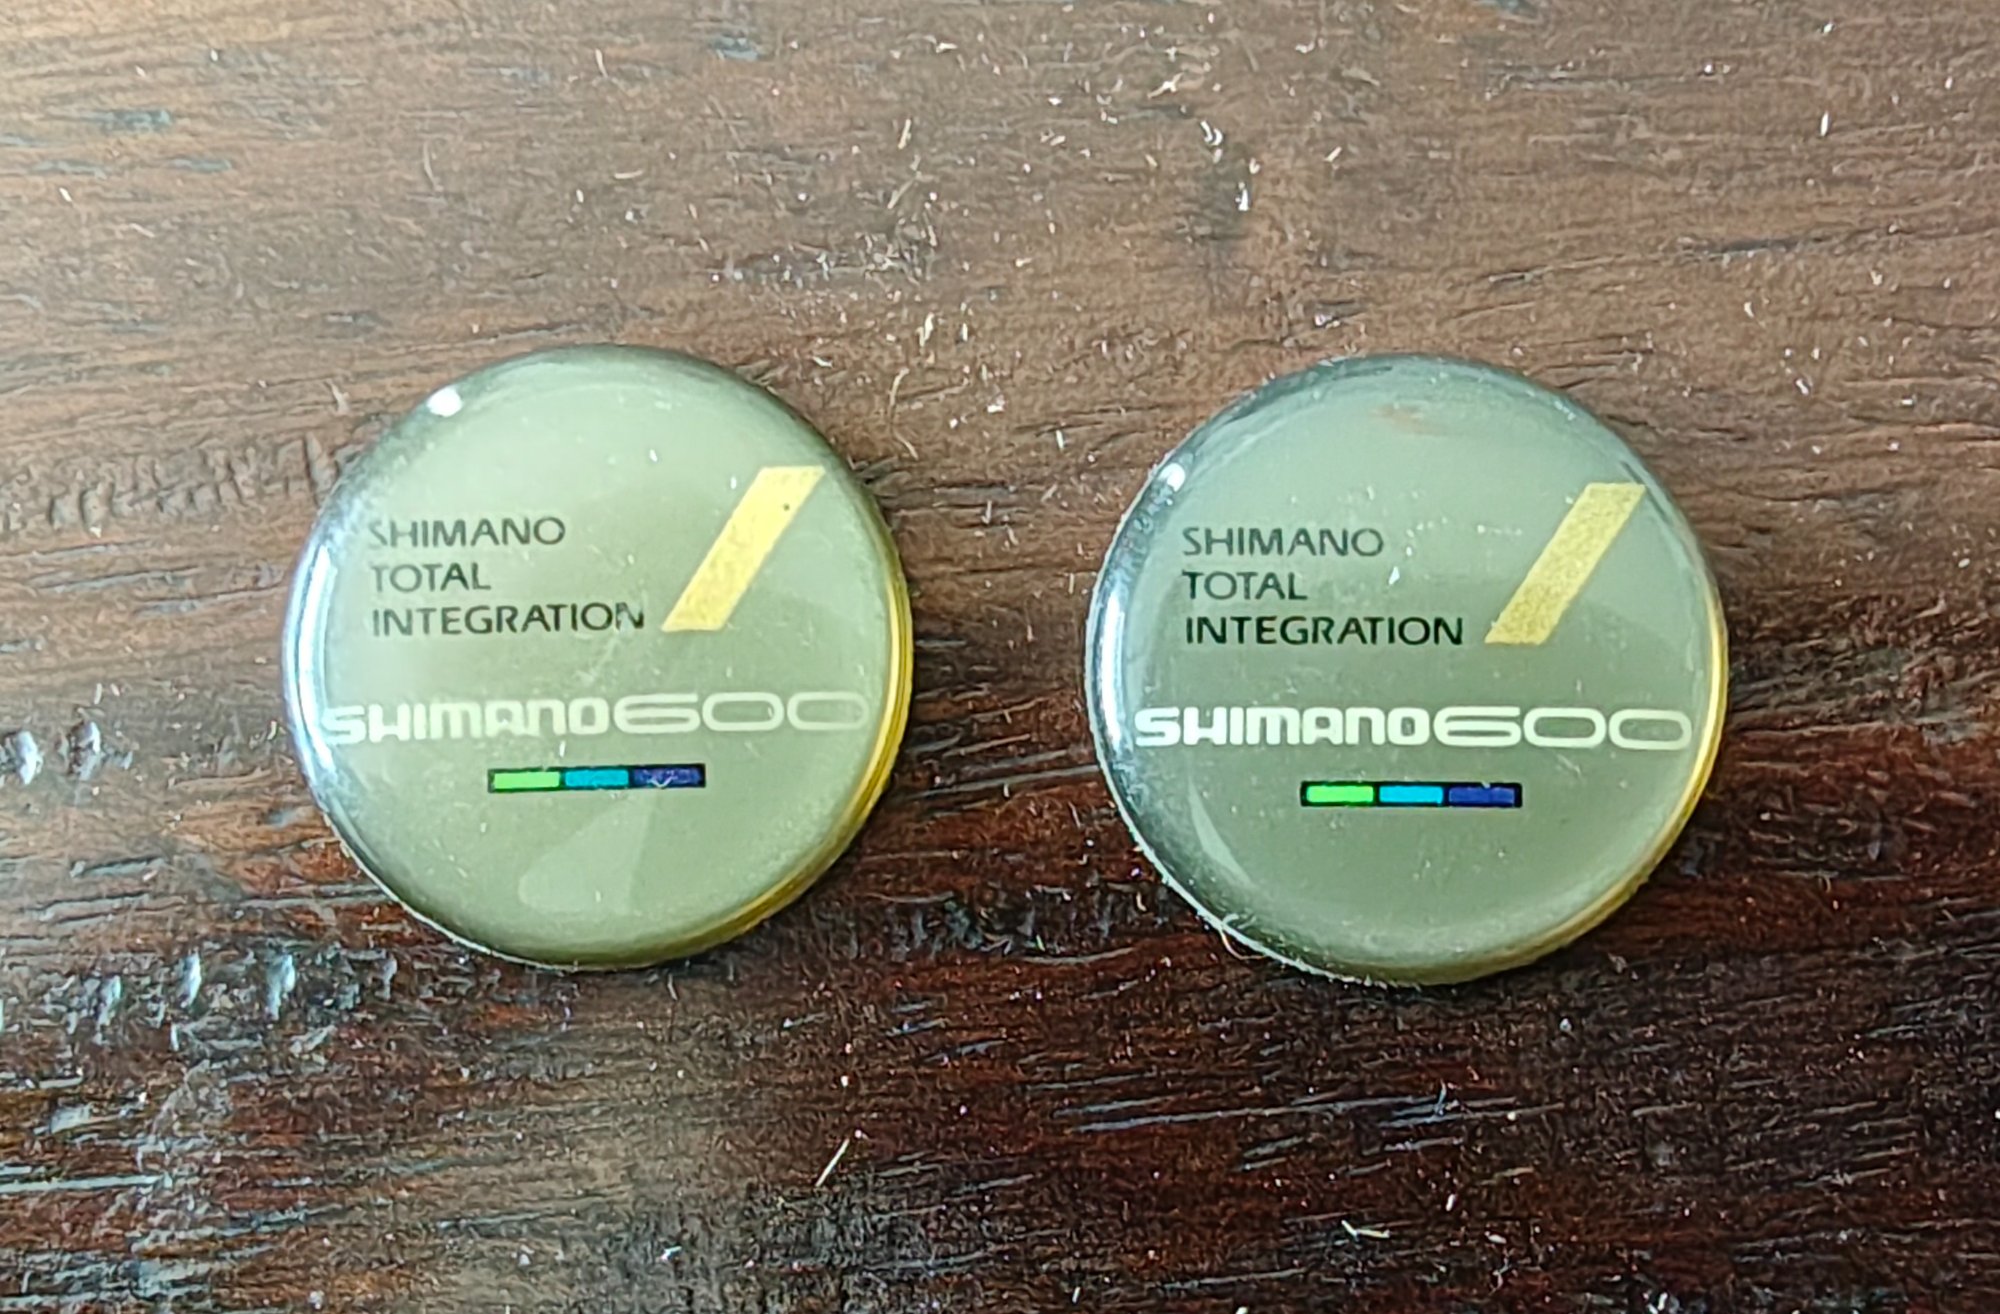 SHIMANO
TOTAL
INTEGRATION
SHIMANO600
SHIMANO
TOTAL
INTEGRATION
SHIMANO600